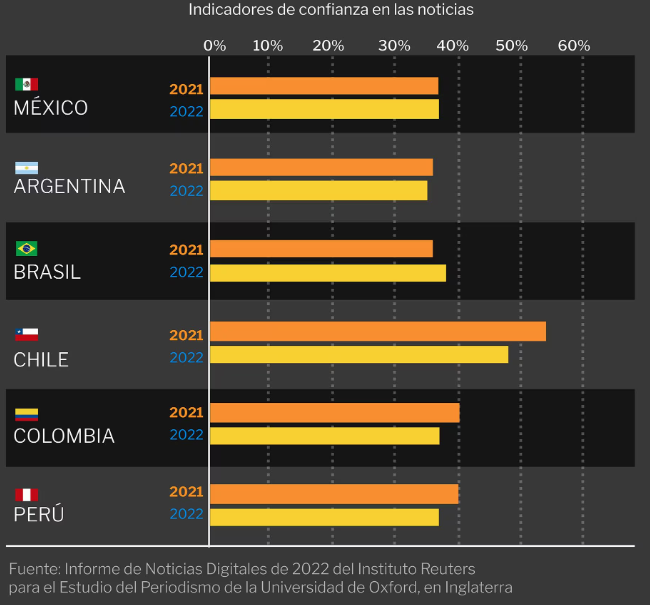 Indicadores de confianza en las noticias
0% 10% 20% 30% 40% 50% 60%
2021
MÉXICO
2022
2021
ARGENTINA
2022
2021
BRASIL
2022
2021
CHILE
2022
2021
COLOMBIA
2022
2021
PERÚ
2022
Fuente: Informe de Noticias Digitales de 2022 del Instituto Reuters
para el Estudio del Periodismo de la Universidad de Oxford, en Inglaterra